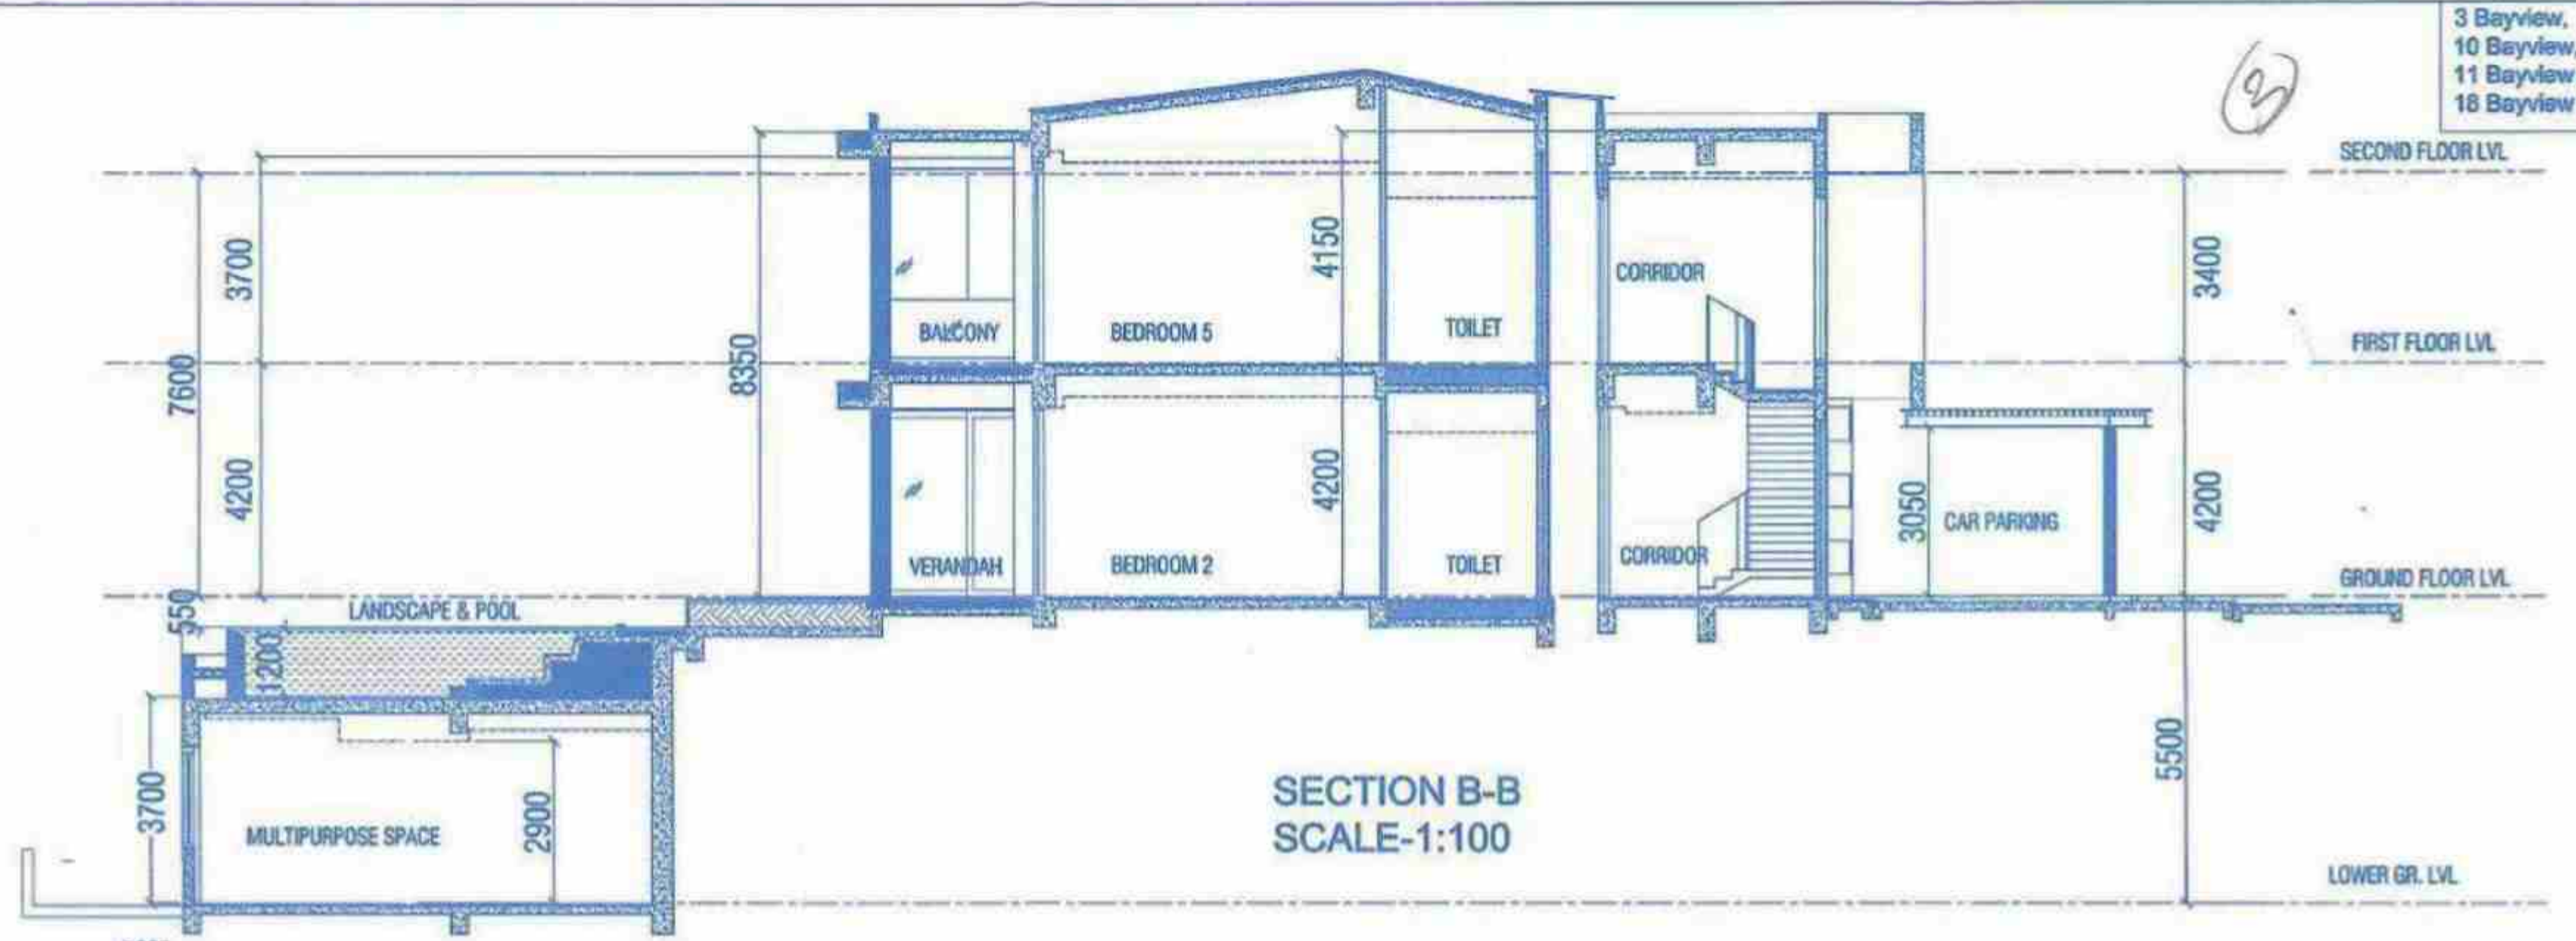 3 Bayview,
10 Bayview,
11 Bayview
18 Bayview
3
SECOND FLOOR LVL
3700
4150
3400
CORRIDOR
BALCONY
BEDROOM 5
TOILET
FIRST FLOOR LVL
7600
8350
4200
4200
3050
CAR PARKING
4200
VERANDAH
BEDROOM 2
TOILET
CORRIDOR
GROUND FLOOR LVL
550
LANDSCAPE & POOL
1200
3700
MULTIPURPOSE SPACE
2900
SECTION B-B
SCALE-1:100
5500
LOWER GR. LVL